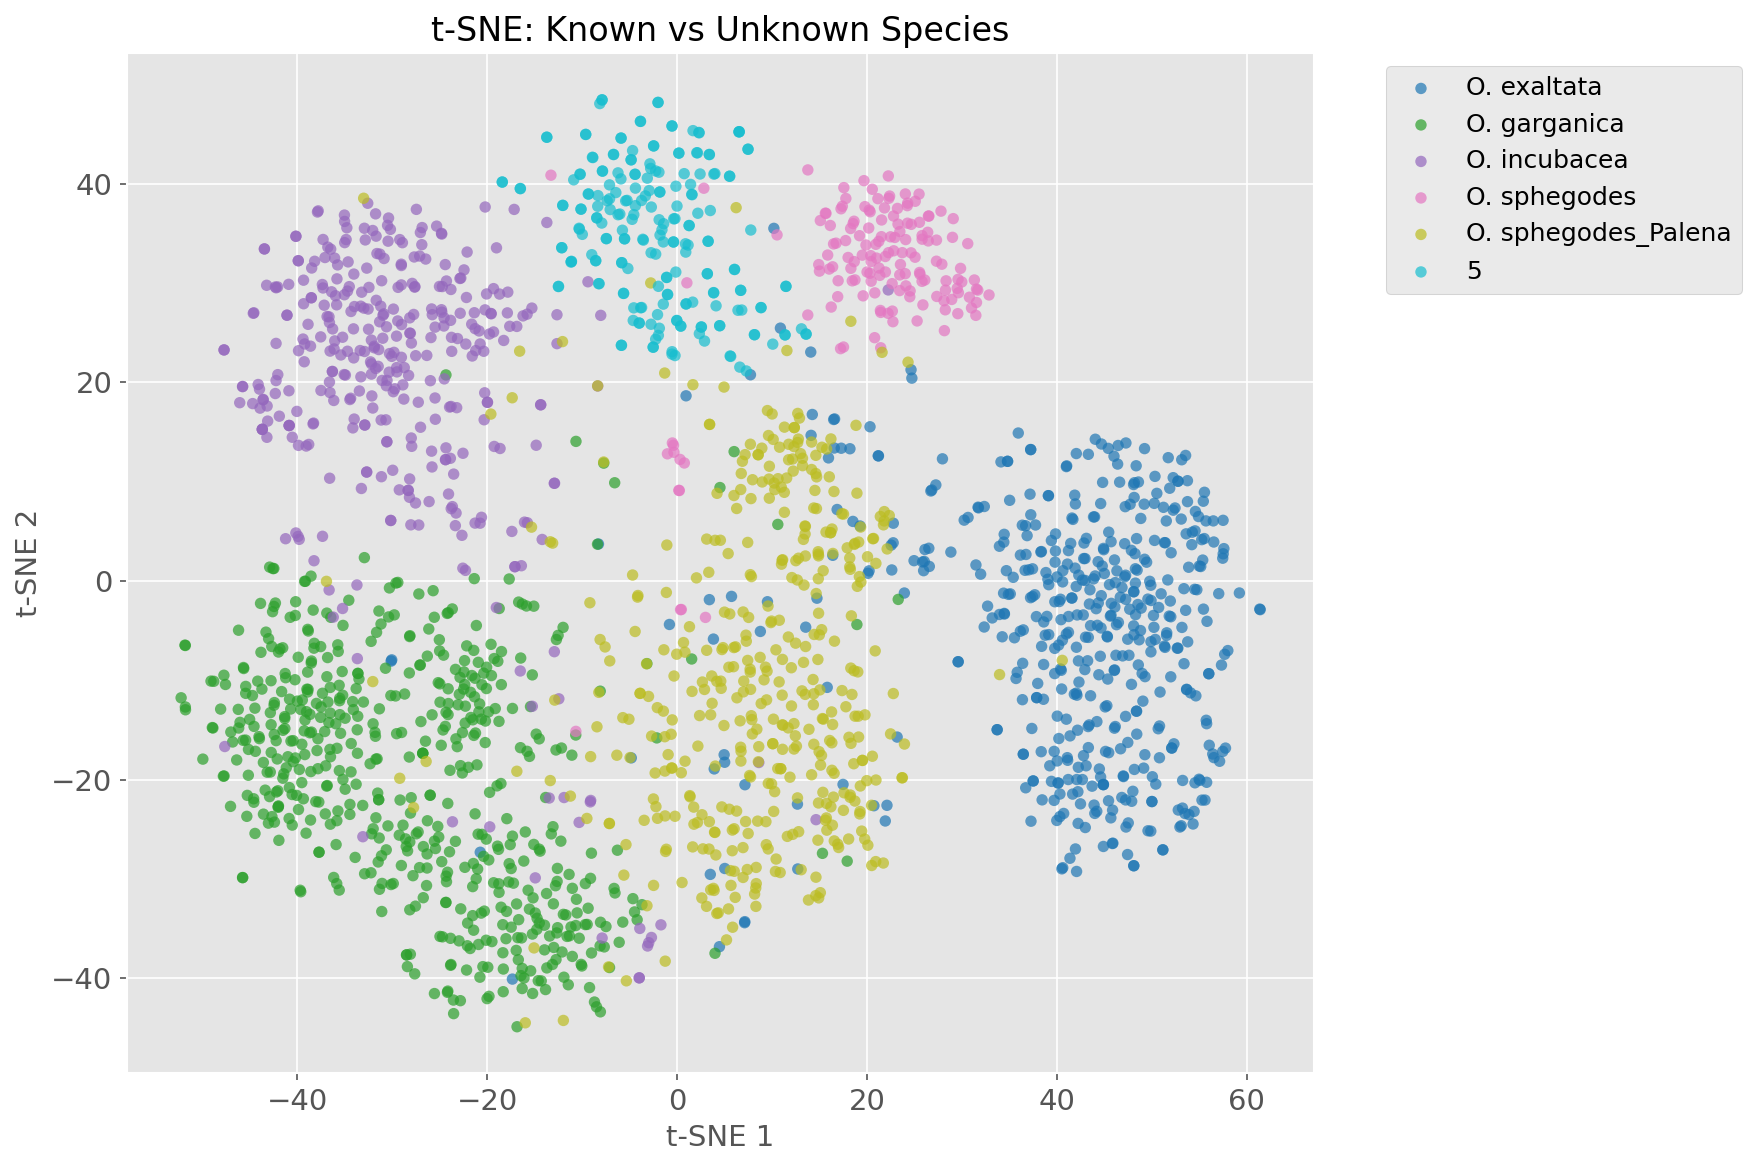 t-SNE: Known vs Unknown Species
O. exaltata
O. garganica
O. incubacea
O. sphegodes
O. sphegodes_Palena
5
40
20
0
−20
−40
t-SNE 2
−40
−20
0
20
40
60
t-SNE 1